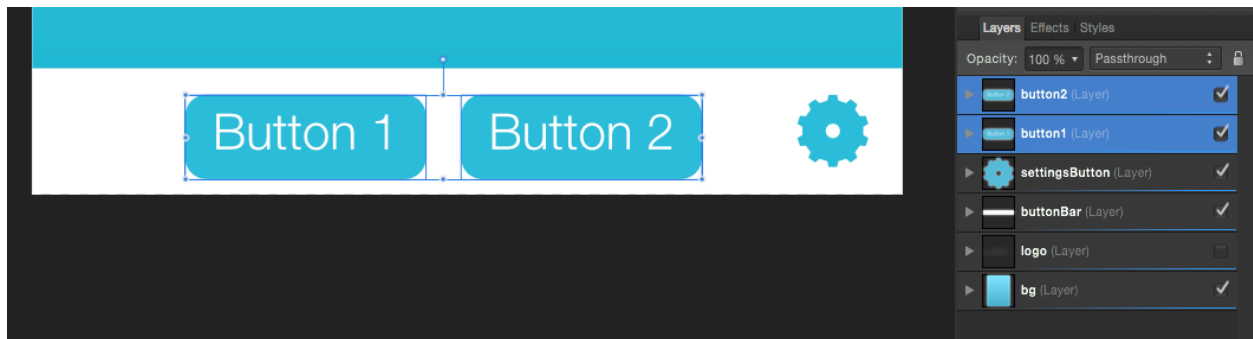 Button 1
Button 2
Layers Effects Styles
Opacity: 100 % Passthrough
button2 (Layer)
button1 (Layer)
settingsButton (Layer)
buttonBar (Layer)
logo (Layer)
bg (Layer)